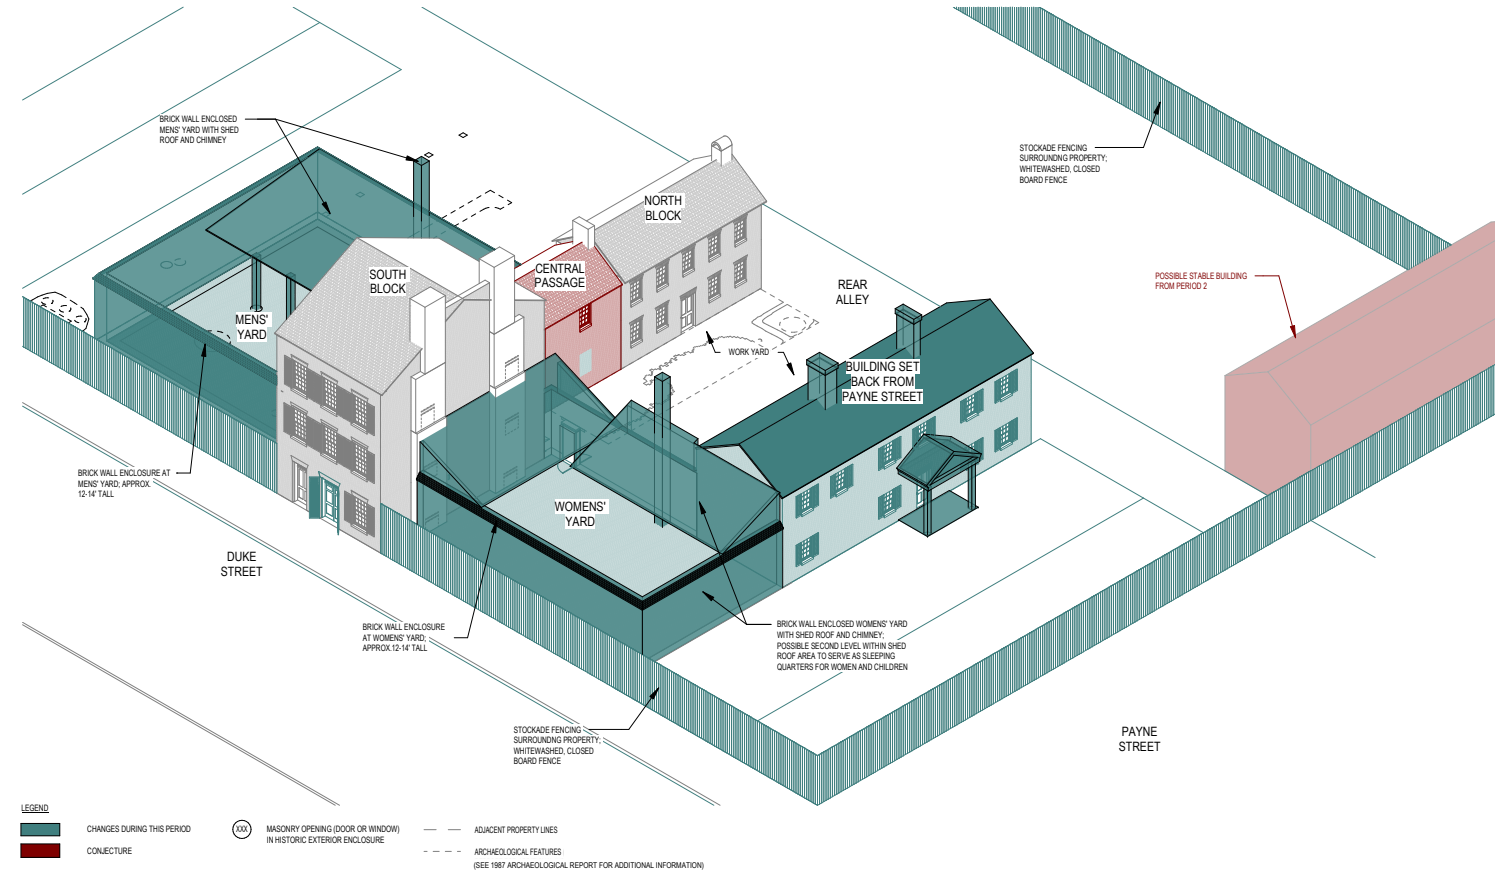 BRICK WALL ENCLOSED
MENS' YARD WITH SHED
ROOF AND CHIMNEY
STOCKADE FENCING
SURROUNDNG PROPERTY;
WHITEWASHED, CLOSED
BOARD FENCE
NORTH
BLOCK
SOUTH
BLOCK
CENTRAL
PASSAGE
REAR
ALLEY
POSSIBLE STABLE BUILDING
FROM PERIOD 2
MENS'
YARD
WORK YARD
BUILDING SET
BACK FROM
PAYNE STREET
BRICK WALL ENCLOSURE AT
MENS' YARD; APPROX.
12-14' TALL
WOMENS'
YARD
DUKE
STREET
BRICK WALL ENCLOSURE
AT WOMENS' YARD;
APPROX.12-14' TALL
BRICK WALL ENCLOSED WOMENS' YARD
WITH SHED ROOF AND CHIMNEY;
POSSIBLE SECOND LEVEL WITHIN SHED
ROOF AREA TO SERVE AS SLEEPING
QUARTERS FOR WOMEN AND CHILDREN
STOCKADE FENCING
SURROUNDNG PROPERTY;
WHITEWASHED, CLOSED
BOARD FENCE
PAYNE
STREET
LEGEND
CHANGES DURING THIS PERIOD
CONJECTURE
XXX
MASONRY OPENING (DOOR OR WINDOW)
IN HISTORIC EXTERIOR ENCLOSURE
ADJACENT PROPERTY LINES
ARCHAEOLOGICAL FEATURES
(SEE 1987 ARCHAEOLOGICAL REPORT FOR ADDITIONAL INFORMATION)